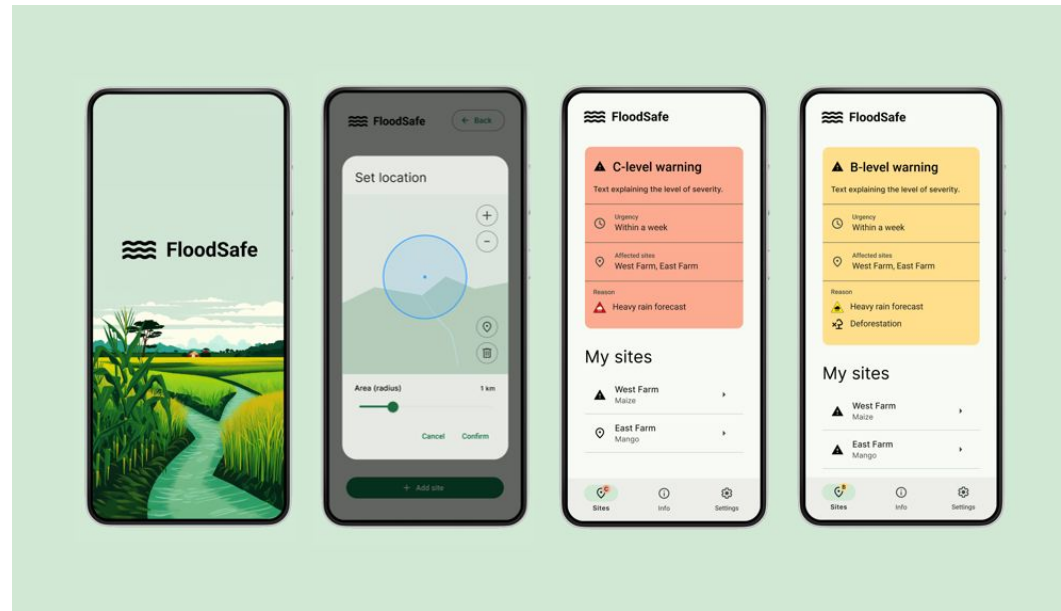 FloodSafe
FloodSafe
← Back
Set location
+
−
Area (radius)
1 km
Cancel
Confirm
+ Add site
FloodSafe
C-level warning
Text explaining the level of severity.
Urgency
Within a week
Affected sites
West Farm, East Farm
Reason
Heavy rain forecast
My sites
West Farm
Maize
East Farm
Mango
C
Sites
Info
Settings
FloodSafe
B-level warning
Text explaining the level of severity.
Urgency
Within a week
Affected sites
West Farm, East Farm
Reason
Heavy rain forecast
Deforestation
My sites
West Farm
Maize
East Farm
Mango
B
Sites
Info
Settings